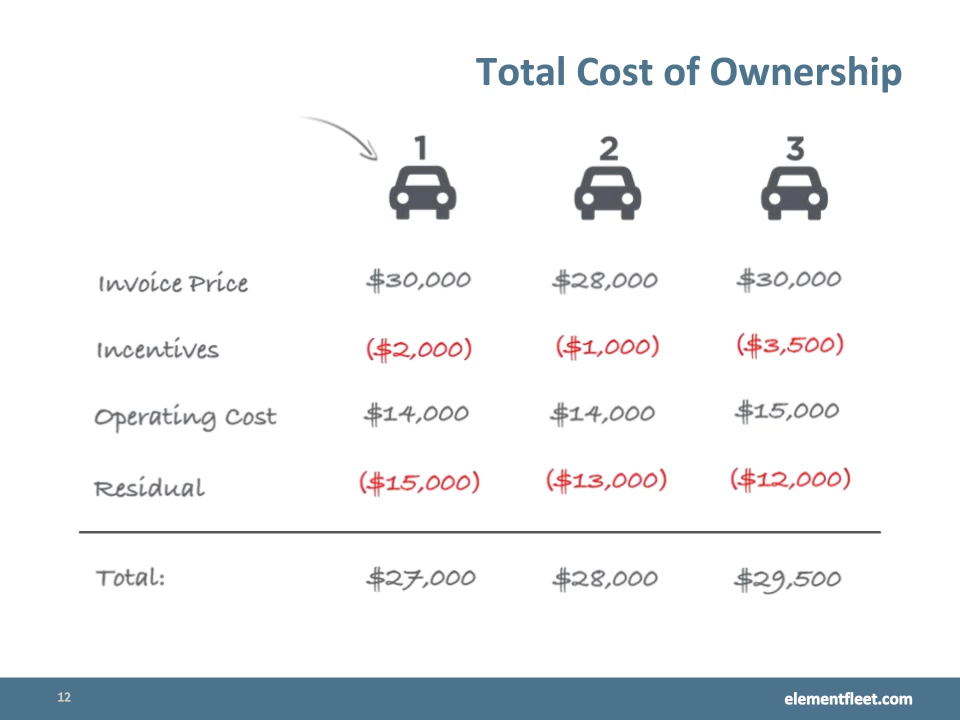 Total Cost of Ownership
1 2 3
Invoice Price $30,000 $28,000 $30,000
Incentives ($2,000) ($1,000) ($3,500)
Operating Cost $14,000 $14,000 $15,000
Residual ($15,000) ($13,000) ($12,000)
Total: $27,000 $28,000 $29,500
12 elementfleet.com